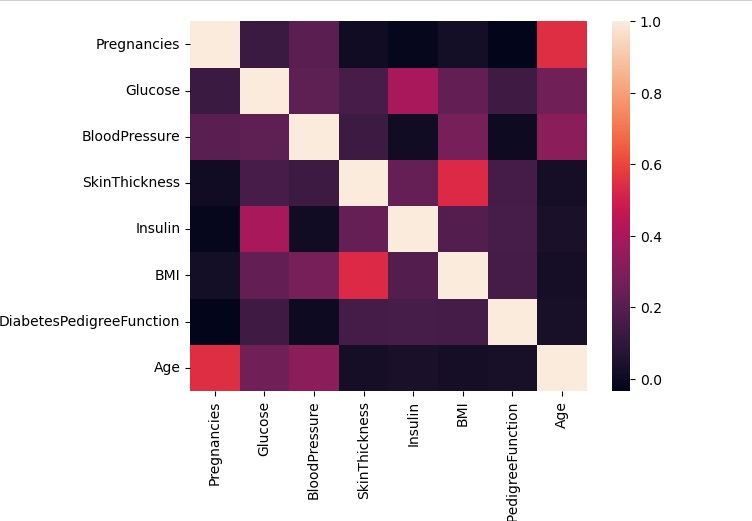 Pregnancies
Glucose
BloodPressure
SkinThickness
Insulin
BMI
DiabetesPedigreeFunction
Age
Pregnancies
Glucose
BloodPressure
SkinThickness
Insulin
BMI
PedigreeFunction
Age
1.0
0.8
0.6
0.4
0.2
0.0